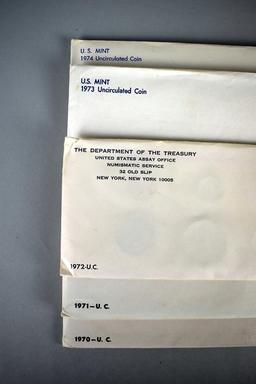 U.S. MINT
1974 Uncirculated Coin
U.S. MINT
1973 Uncirculated Coin
THE DEPARTMENT OF THE TREASURY
UNITED STATES ASSAY OFFICE
NUMISMATIC SERVICE
32 OLD SLIP
NEW YORK, NEW YORK 10005
1972-U.C.
1971-U. C.
1970-U. C.